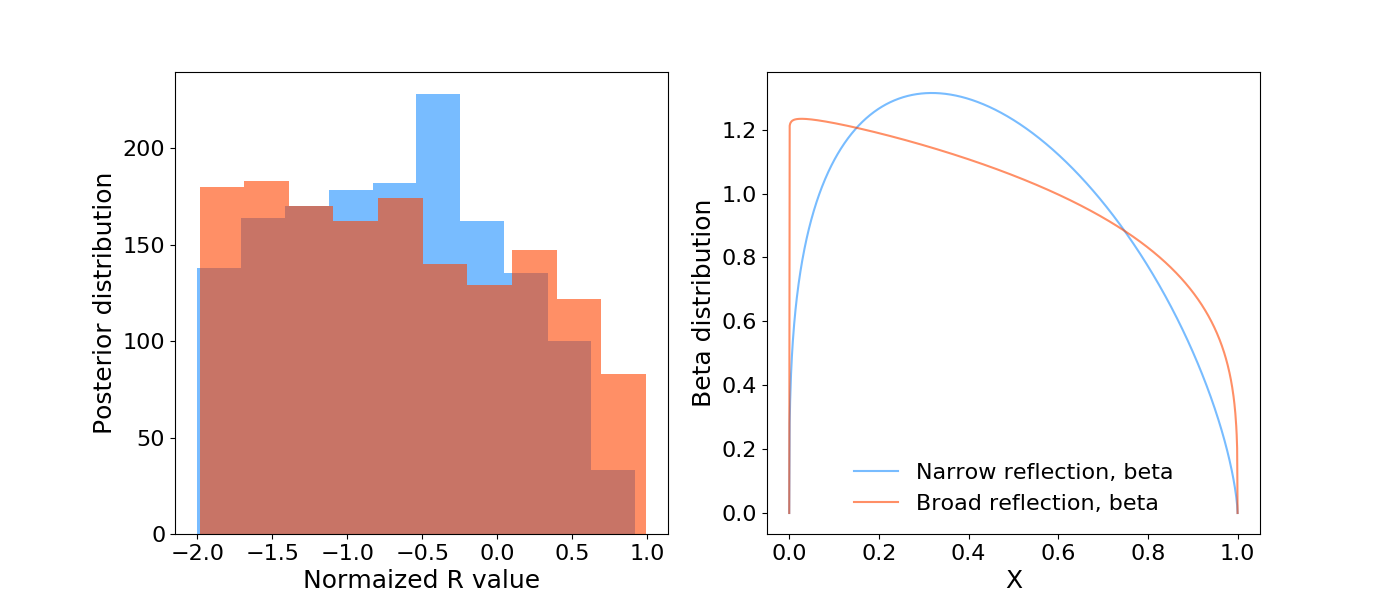 Posterior distribution
200
150
100
50
0
−2.0 −1.5 −1.0 −0.5 0.0 0.5 1.0
Normaized R value
Beta distribution
1.2
1.0
0.8
0.6
0.4
0.2
0.0
0.0 0.2 0.4 0.6 0.8 1.0
X
Narrow reflection, beta
Broad reflection, beta